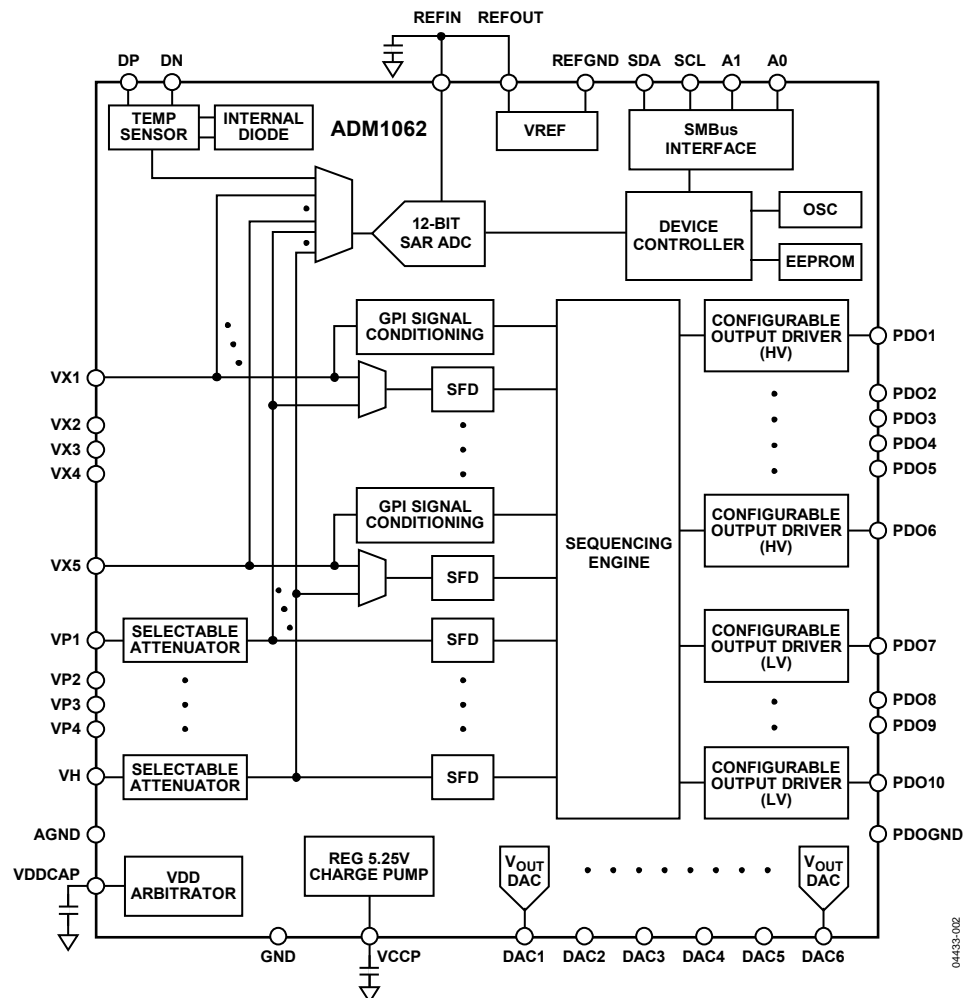 REFIN REFOUT
DP DN
REFGND SDA SCL A1 A0
TEMP
SENSOR
INTERNAL
DIODE
ADM1062
VREF
SMBus
INTERFACE
12-BIT
SAR ADC
DEVICE
CONTROLLER
OSC
EEPROM
GPI SIGNAL
CONDITIONING
CONFIGURABLE
OUTPUT DRIVER
(HV)
PDO1
VX1
SFD
PDO2
PDO3
PDO4
PDO5
VX2
VX3
VX4
GPI SIGNAL
CONDITIONING
SEQUENCING
ENGINE
CONFIGURABLE
OUTPUT DRIVER
(HV)
PDO6
VX5
SFD
VP1
SELECTABLE
ATTENUATOR
SFD
CONFIGURABLE
OUTPUT DRIVER
(LV)
PDO7
VP2
VP3
VP4
PDO8
PDO9
VH
SELECTABLE
ATTENUATOR
SFD
CONFIGURABLE
OUTPUT DRIVER
(LV)
PDO10
AGND
PDOGND
VDDCAP
VDD
ARBITRATOR
REG 5.25V
CHARGE PUMP
VOUT
DAC
VOUT
DAC
GND
VCCP
DAC1 DAC2 DAC3 DAC4 DAC5 DAC6
04433-002